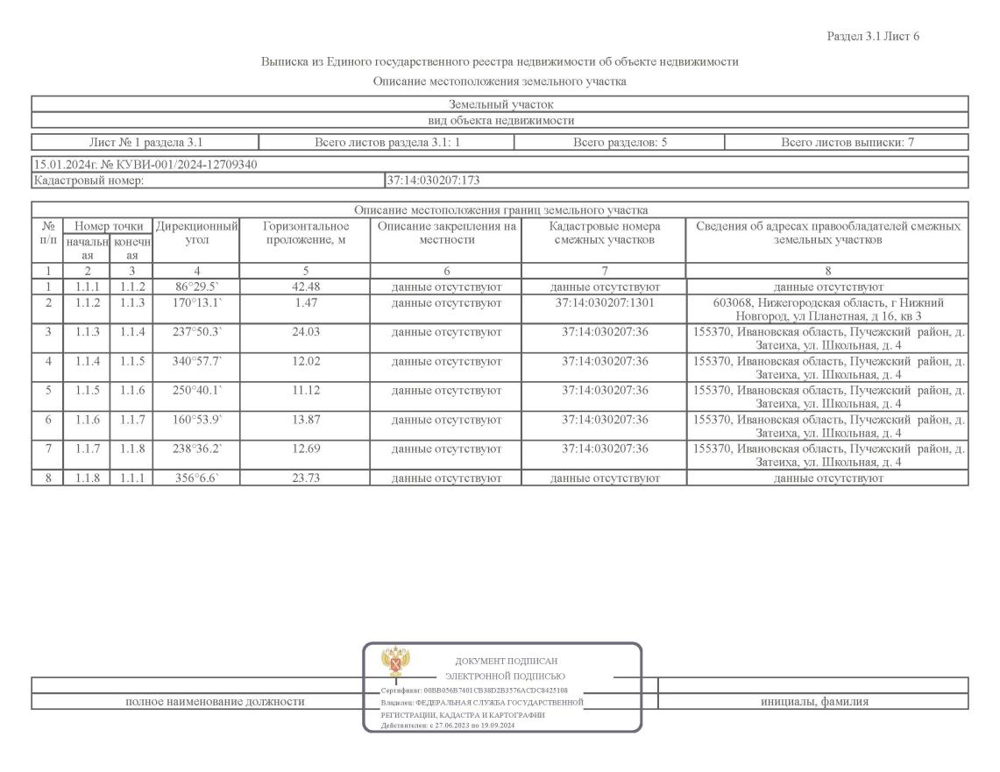 Раздел 3.1 Лист 6
Выписка из Единого государственного реестра недвижимости об объекте недвижимости
Описание местоположения земельного участка
Земельный участок
вид объекта недвижимости
Лист № 1 раздела 3.1 Всего листов раздела 3.1: 1 Всего разделов: 5 Всего листов выписки: 7
15.01.2024г. № КУВИ-001/2024-12709340
Кадастровый номер: 37:14:030207:173
Описание местоположения границ земельного участка
№ Номер точки Дирекционный Горизонтальное Описание закрепления на Кадастровые номера Сведения об адресах правообладателей смежных
п/п начальн конечн угол проложение, м местности смежных участков земельных участков
ая ая
1 2 3 4 5 6 7 8
1 1.1.1 1.1.2 86°29.5` 42.48 данные отсутствуют данные отсутствуют данные отсутствуют
2 1.1.2 1.1.3 170°13.1` 1.47 данные отсутствуют 37:14:030207:1301 603068, Нижегородская область, г Нижний
Новгород, ул Планетная, д 16, кв 3
3 1.1.3 1.1.4 237°50.3` 24.03 данные отсутствуют 37:14:030207:36 155370, Ивановская область, Пучежский район, д.
Затеиха, ул. Школьная, д. 4
4 1.1.4 1.1.5 340°57.7` 12.02 данные отсутствуют 37:14:030207:36 155370, Ивановская область, Пучежский район, д.
Затеиха, ул. Школьная, д. 4
5 1.1.5 1.1.6 250°40.1` 11.12 данные отсутствуют 37:14:030207:36 155370, Ивановская область, Пучежский район, д.
Затеиха, ул. Школьная, д. 4
6 1.1.6 1.1.7 160°53.9` 13.87 данные отсутствуют 37:14:030207:36 155370, Ивановская область, Пучежский район, д.
Затеиха, ул. Школьная, д. 4
7 1.1.7 1.1.8 238°36.2` 12.69 данные отсутствуют 37:14:030207:36 155370, Ивановская область, Пучежский район, д.
Затеиха, ул. Школьная, д. 4
8 1.1.8 1.1.1 356°6.6` 23.73 данные отсутствуют данные отсутствуют данные отсутствуют
ДОКУМЕНТ ПОДПИСАН
ЭЛЕКТРОННОЙ ПОДПИСЬЮ
Сертификат: 00BB056B7401CB38D2B3576ACDC8425108
Владелец: ФЕДЕРАЛЬНАЯ СЛУЖБА ГОСУДАРСТВЕННОЙ
РЕГИСТРАЦИИ, КАДАСТРА И КАРТОГРАФИИ
Действителен: с 27.06.2023 по 19.09.2024
полное наименование должности инициалы, фамилия